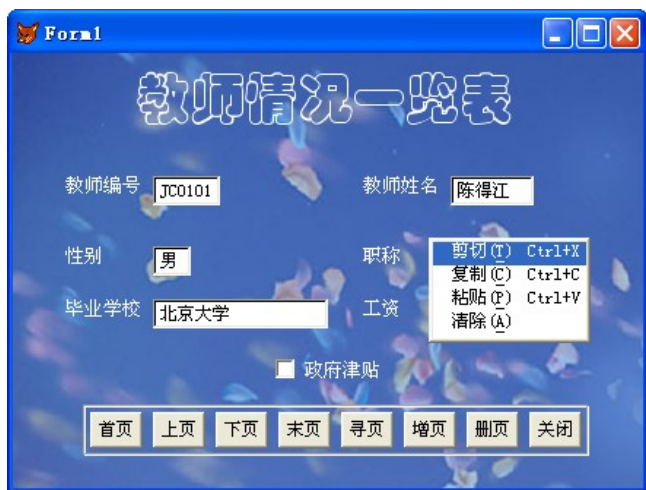 Form1
教师情况一览表
教师编号 JC0101 教师姓名 陈得江
性别 男 职称
剪切(T) Ctrl+X
复制(C) Ctrl+C
粘贴(P) Ctrl+V
清除(A)
毕业学校 北京大学 工资
政府津贴
首页 上页 下页 末页 寻页 增页 删页 关闭